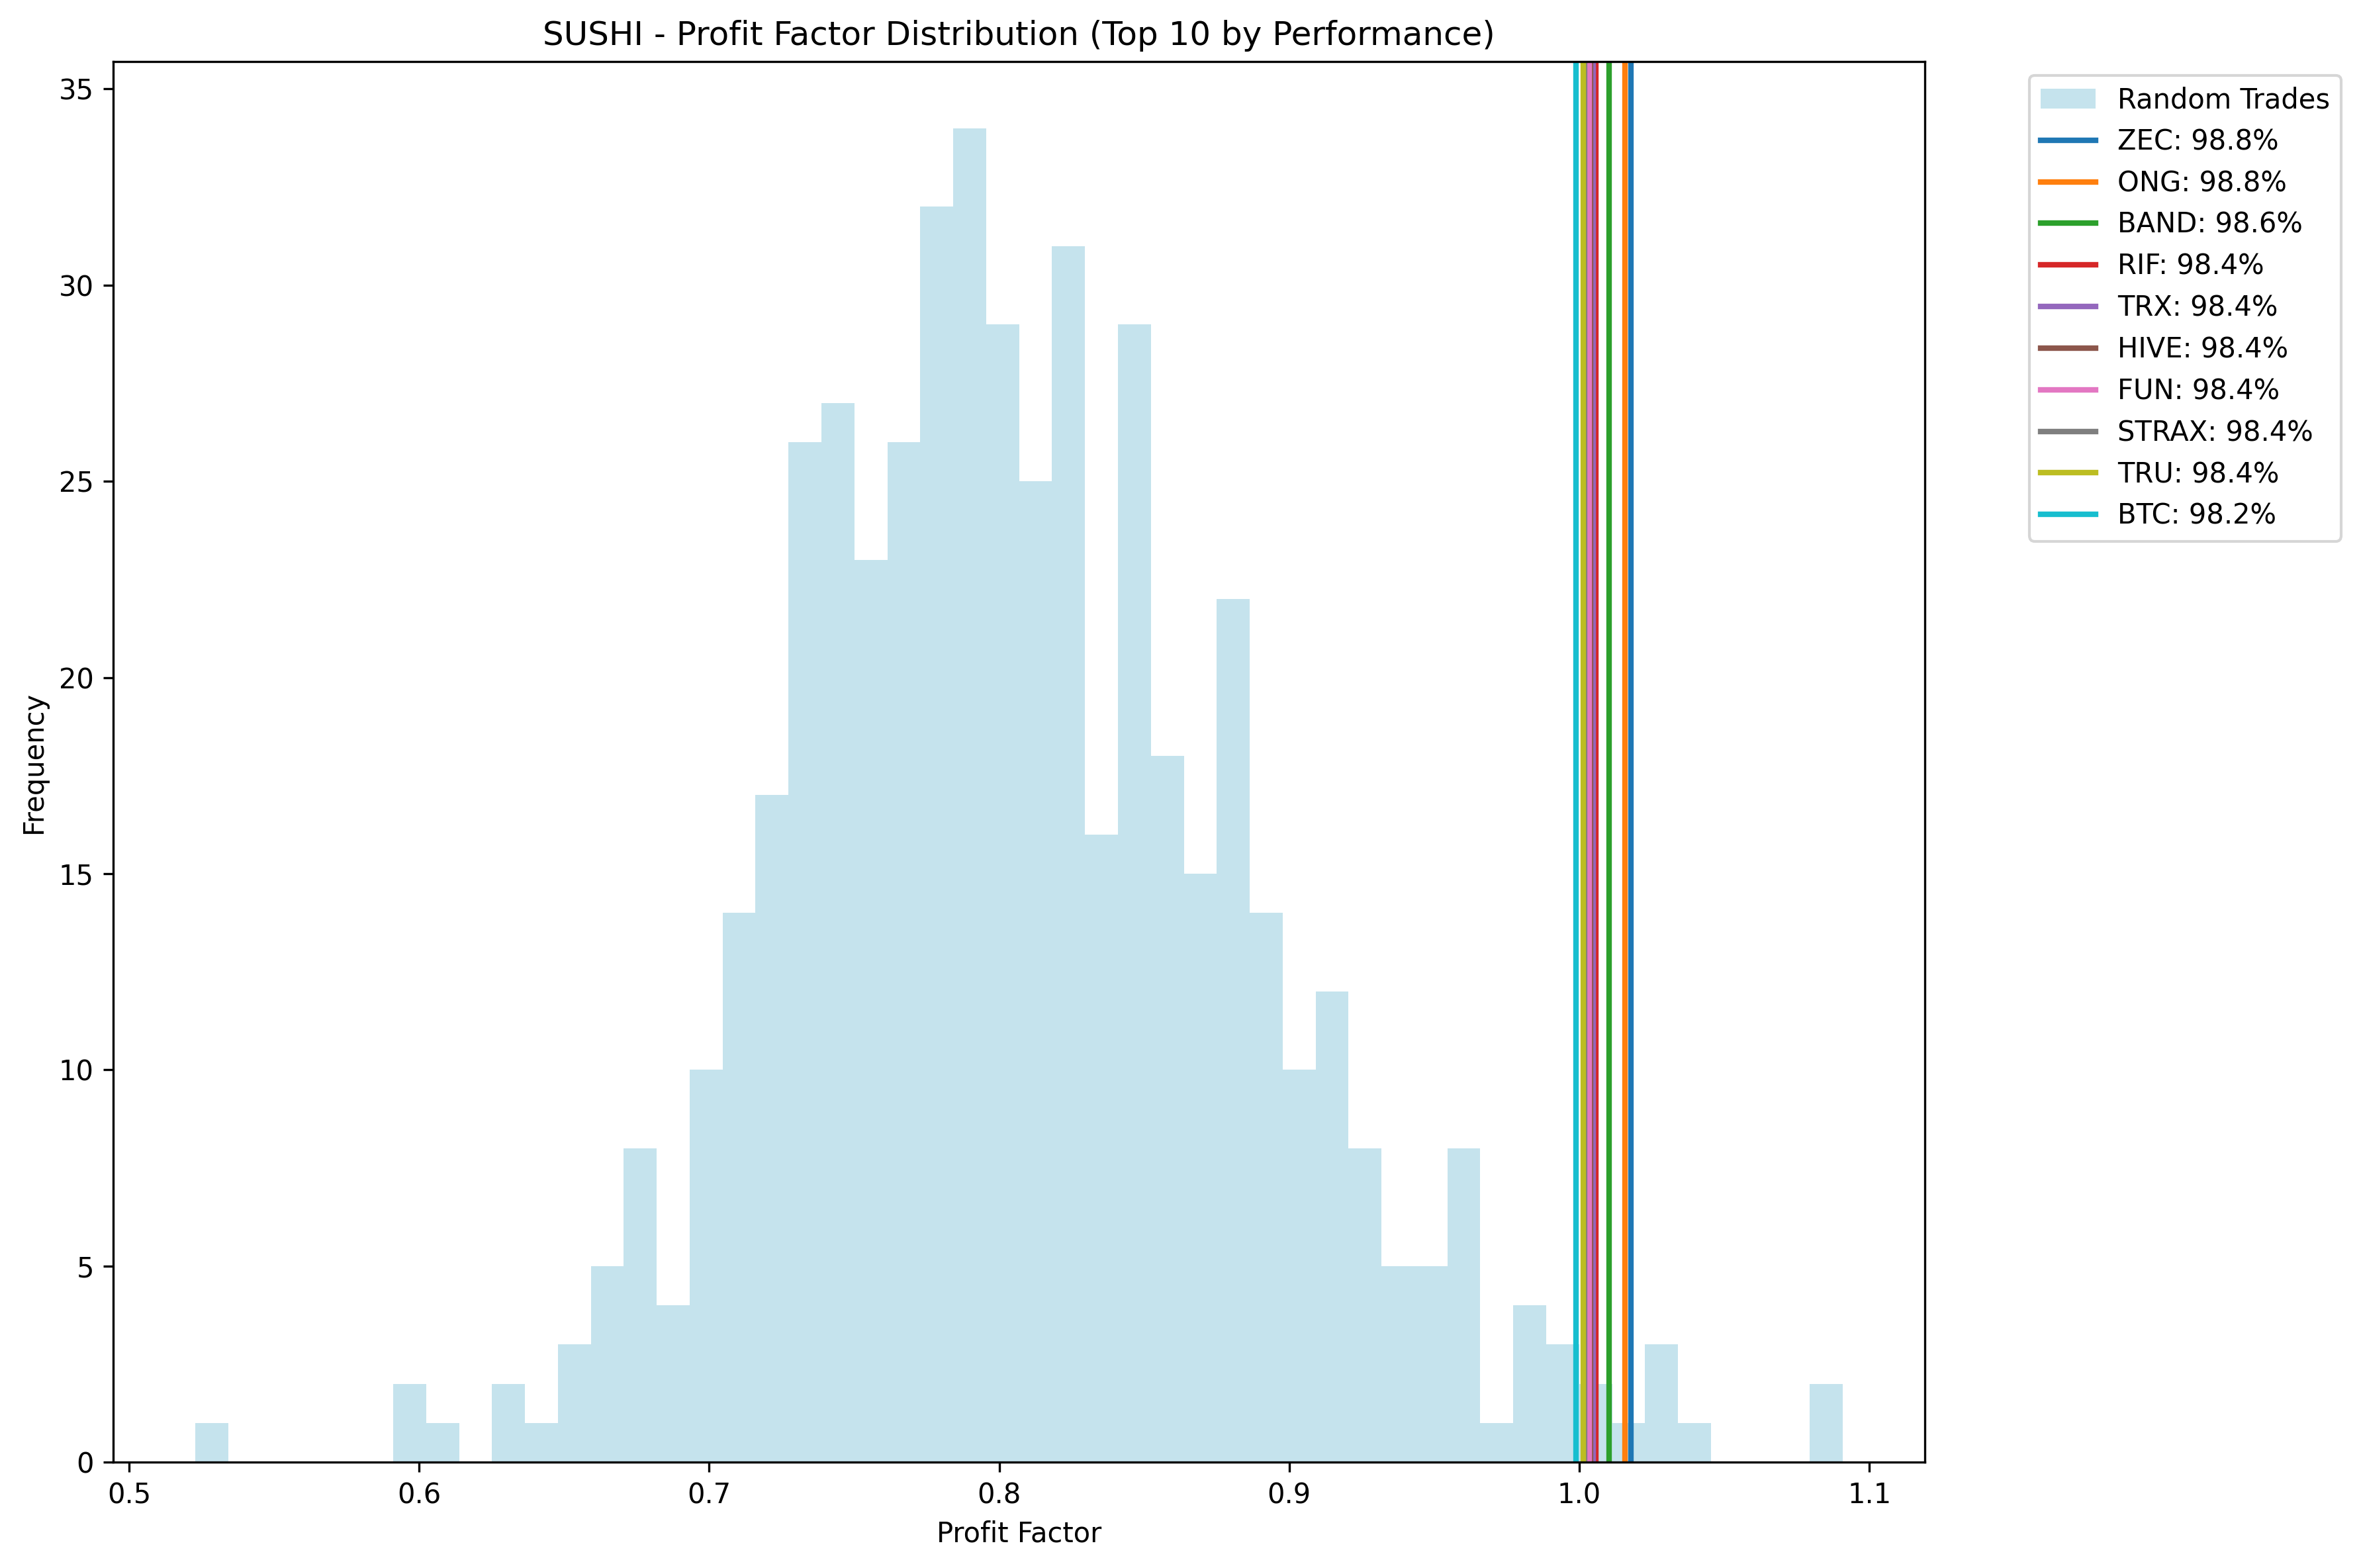 SUSHI - Profit Factor Distribution (Top 10 by Performance)
Frequency
35
30
25
20
15
10
5
0
0.5
0.6
0.7
0.8
0.9
1.0
1.1
Profit Factor
Random Trades
ZEC: 98.8%
ONG: 98.8%
BAND: 98.6%
RIF: 98.4%
TRX: 98.4%
HIVE: 98.4%
FUN: 98.4%
STRAX: 98.4%
TRU: 98.4%
BTC: 98.2%